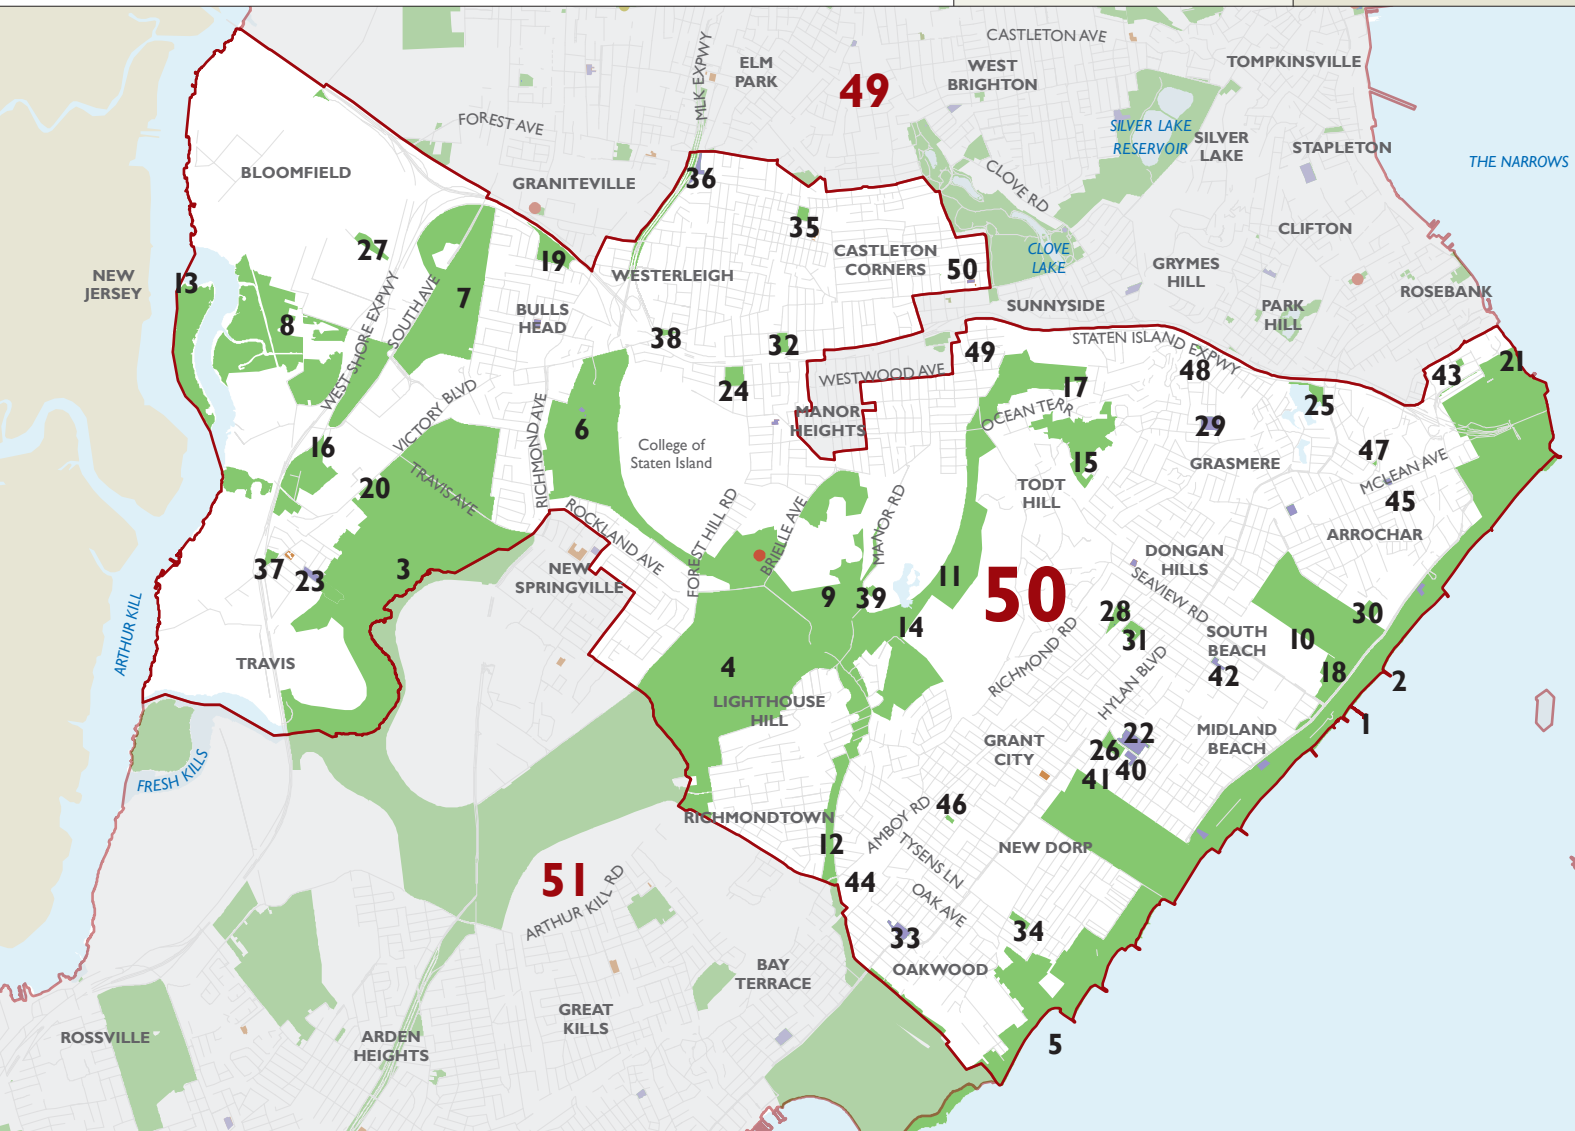 CASTLETON AVE
ELM
PARK
MLK EXPWY
WEST
BRIGHTON
TOMPKINSVILLE
49
FOREST AVE
SILVER LAKE
RESERVOIR
SILVER
LAKE
STAPLETON
THE NARROWS
BLOOMFIELD
GRANITEVILLE
36
CLOVE RD
35
CLIFTON
27
19
WESTERLEIGH
CASTLETON
CORNERS
50
CLOVE
LAKE
GRYMES
HILL
NEW
JERSEY
13
7
8
SOUTH AVE
WEST SHORE EXPWY
BULLS
HEAD
SUNNYSIDE
PARK
HILL
ROSEBANK
38
32
49
STATEN ISLAND EXPWY
48
43
21
WESTWOOD AVE
24
17
25
VICTORY BLVD
RICHMOND AVE
6
MANOR
HEIGHTS
OCEAN TERR
29
16
College of
Staten Island
15
GRASMERE
47
MCLEAN AVE
45
20
TRAVIS AVE
TODT
HILL
ARROCHAR
ROCKLAND AVE
FOREST HILL RD
BRIELLE AVE
MANOR RD
DONGAN
HILLS
37
23
3
NEW
SPRINGVILLE
9
39
11
50
SEAVIEW RD
28
30
14
31
SOUTH
BEACH
10
ARTHUR KILL
TRAVIS
4
RICHMOND RD
42
18
2
LIGHTHOUSE
HILL
HYLAN BLVD
1
22
GRANT
CITY
26
MIDLAND
BEACH
41
40
FRESH KILLS
46
RICHMONDTOWN
AMBOY RD
12
TYSENS LN
NEW DORP
51
ARTHUR KILL RD
44
OAK AVE
33
34
OAKWOOD
BAY
TERRACE
GREAT
KILLS
ROSSVILLE
ARDEN
HEIGHTS
5